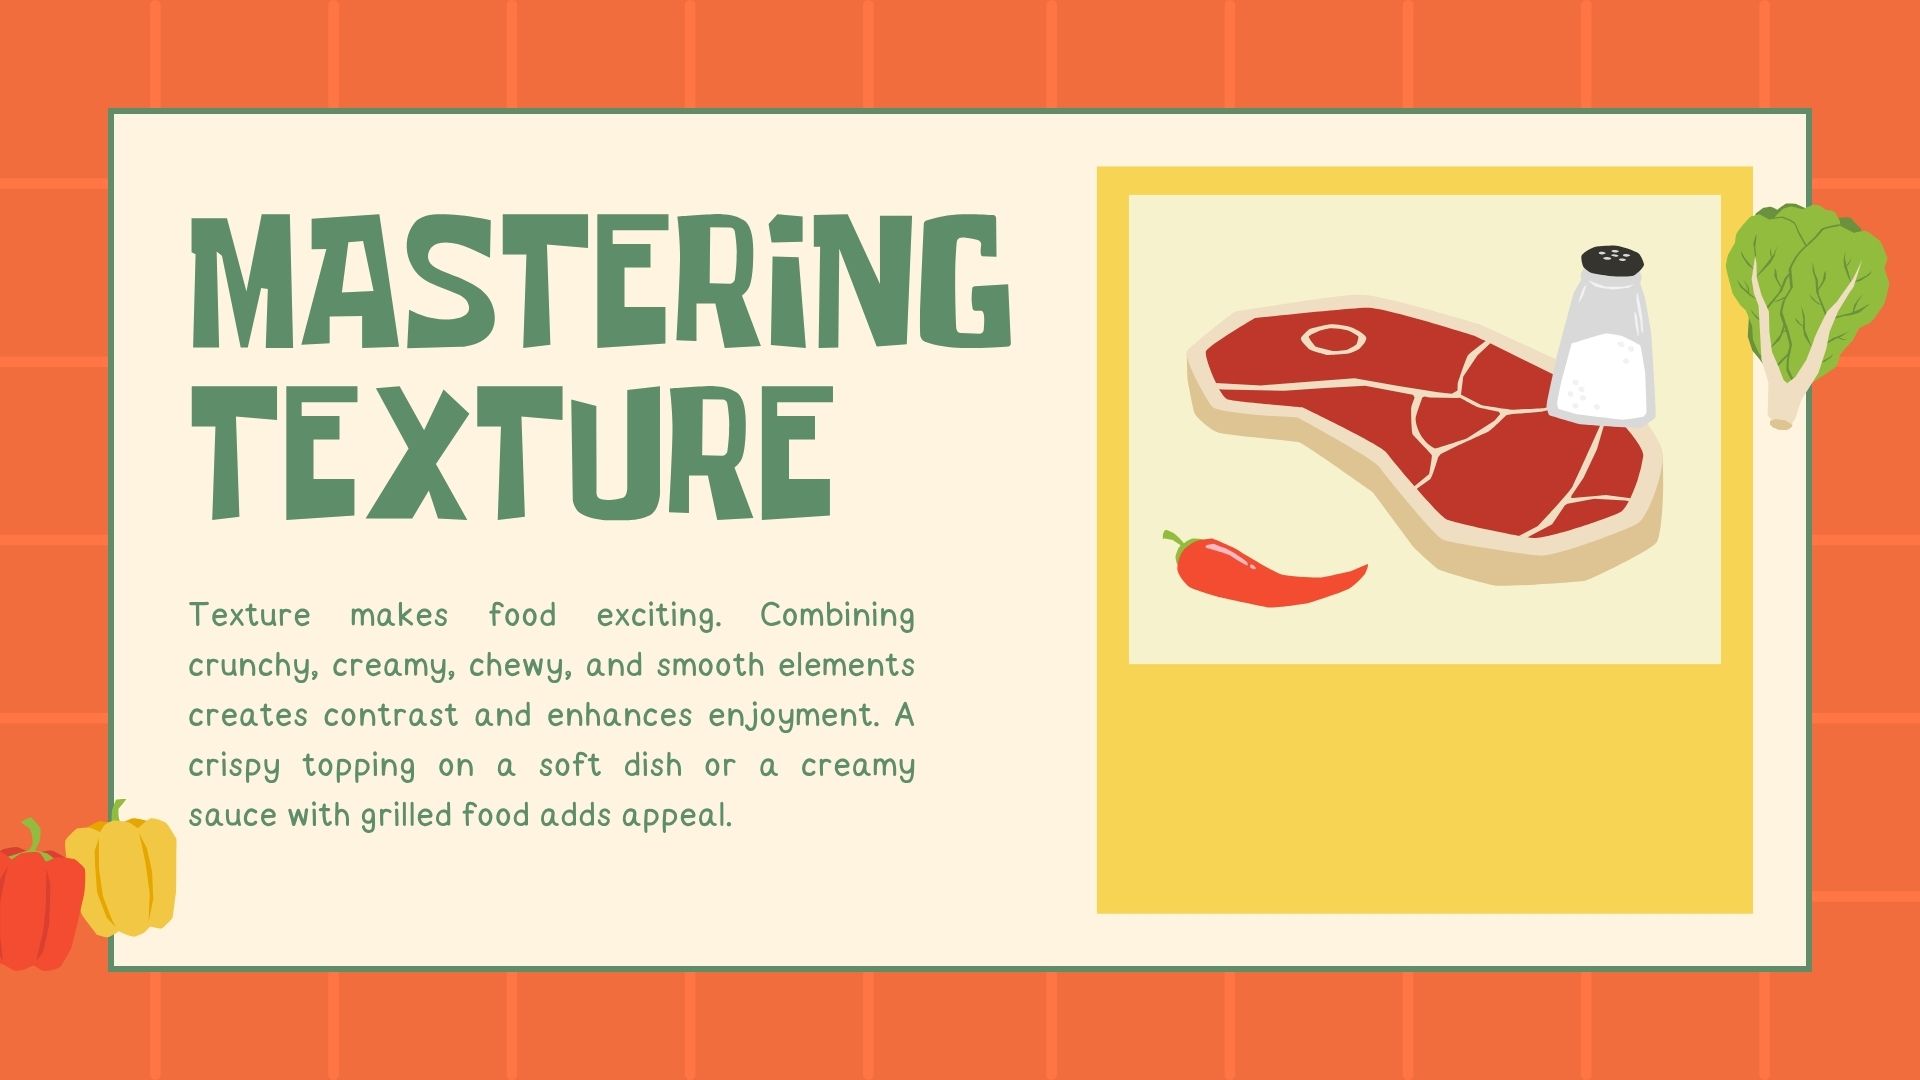 MASTERiNG
TEXTURE
Texture makes food exciting. Combining
crunchy, creamy, chewy, and smooth elements
creates contrast and enhances enjoyment. A
crispy topping on a soft dish or a creamy
sauce with grilled food adds appeal.